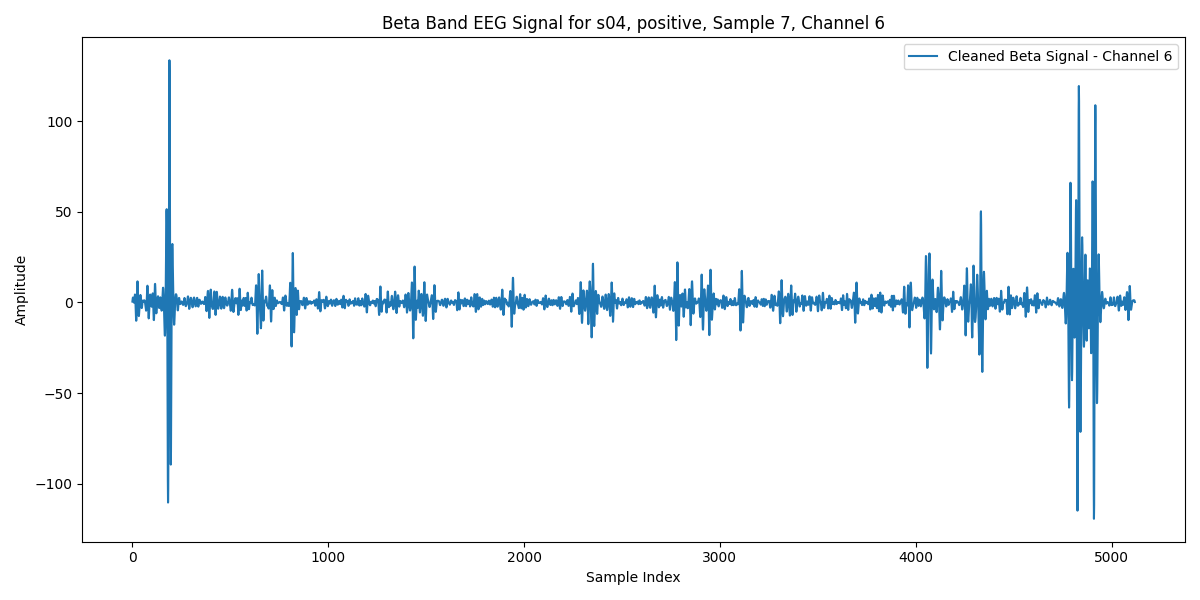 Beta Band EEG Signal for s04, positive, Sample 7, Channel 6
Cleaned Beta Signal - Channel 6
Amplitude
100
50
0
−50
−100
0 1000 2000 3000 4000 5000
Sample Index